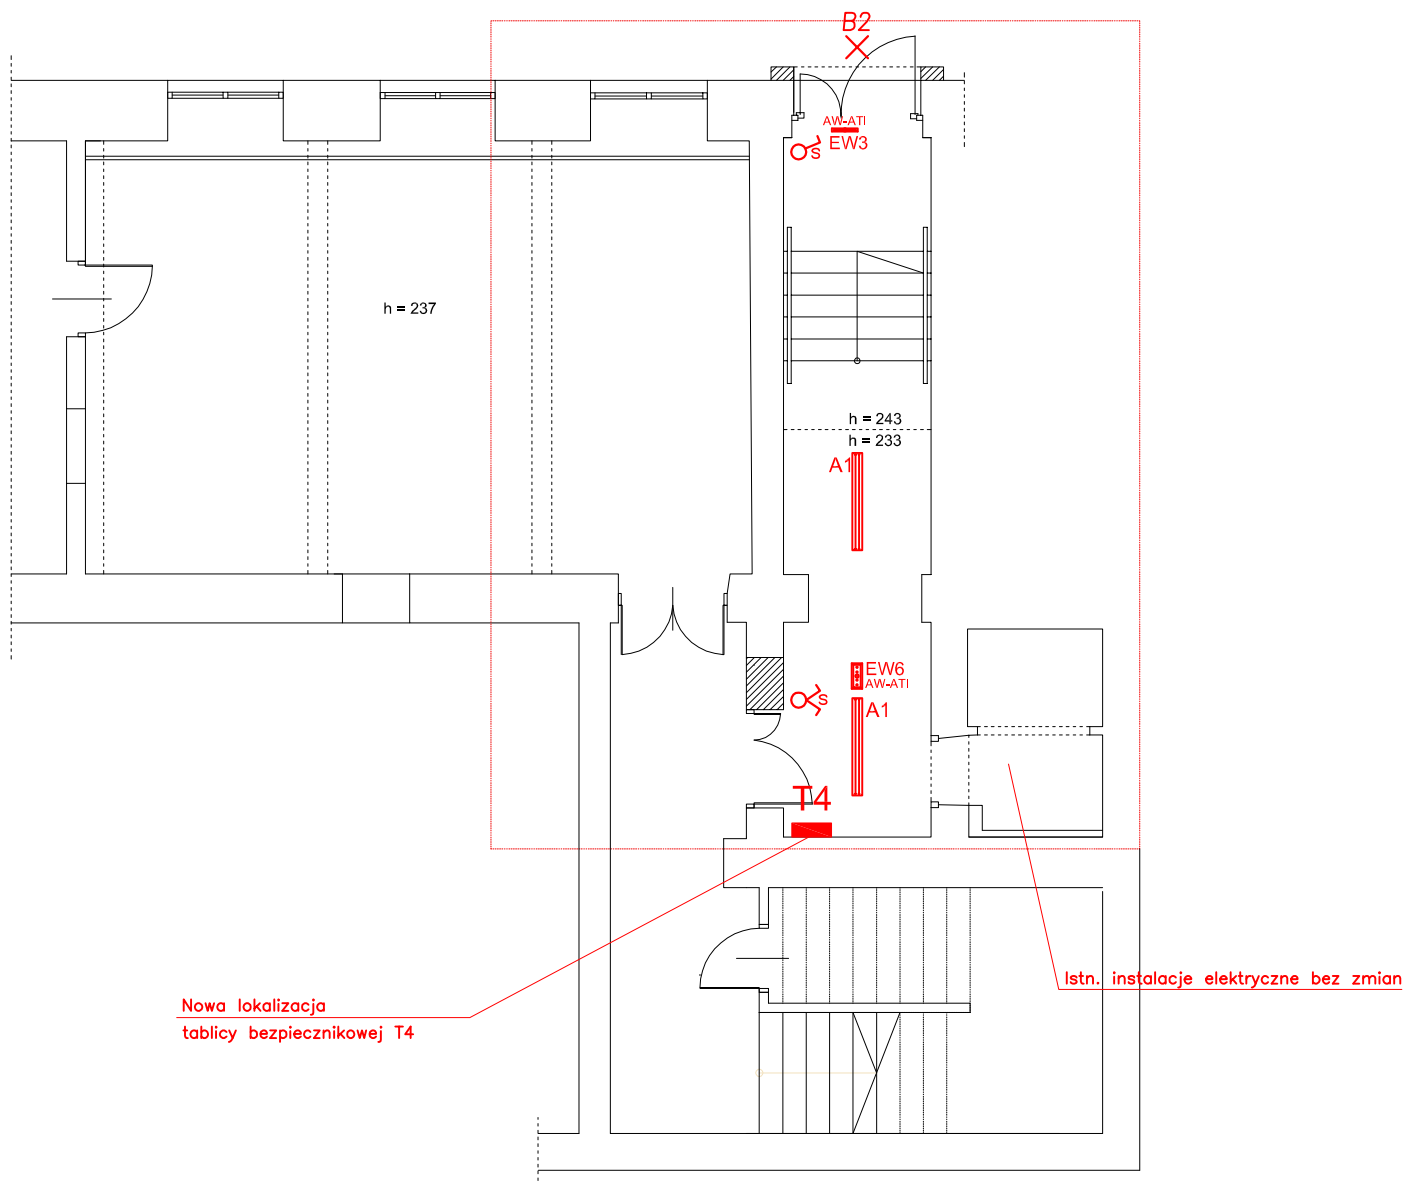 B2
AW-ATI
EW3
S
h = 237
h = 243
h = 233
A1
EW6
AW-ATI
S
A1
T4
Istn. instalacje elektryczne bez zmian
Nowa lokalizacja
tablicy bezpiecznikowej T4